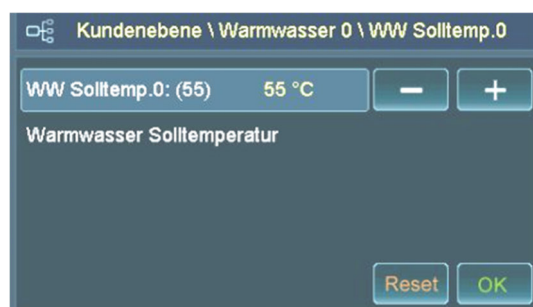 Kundenebene \ Warmwasser 0 \ WW Solltemp.0
WW Solltemp.0: (55) 55 °C − +
Warmwasser Solltemperatur
Reset OK